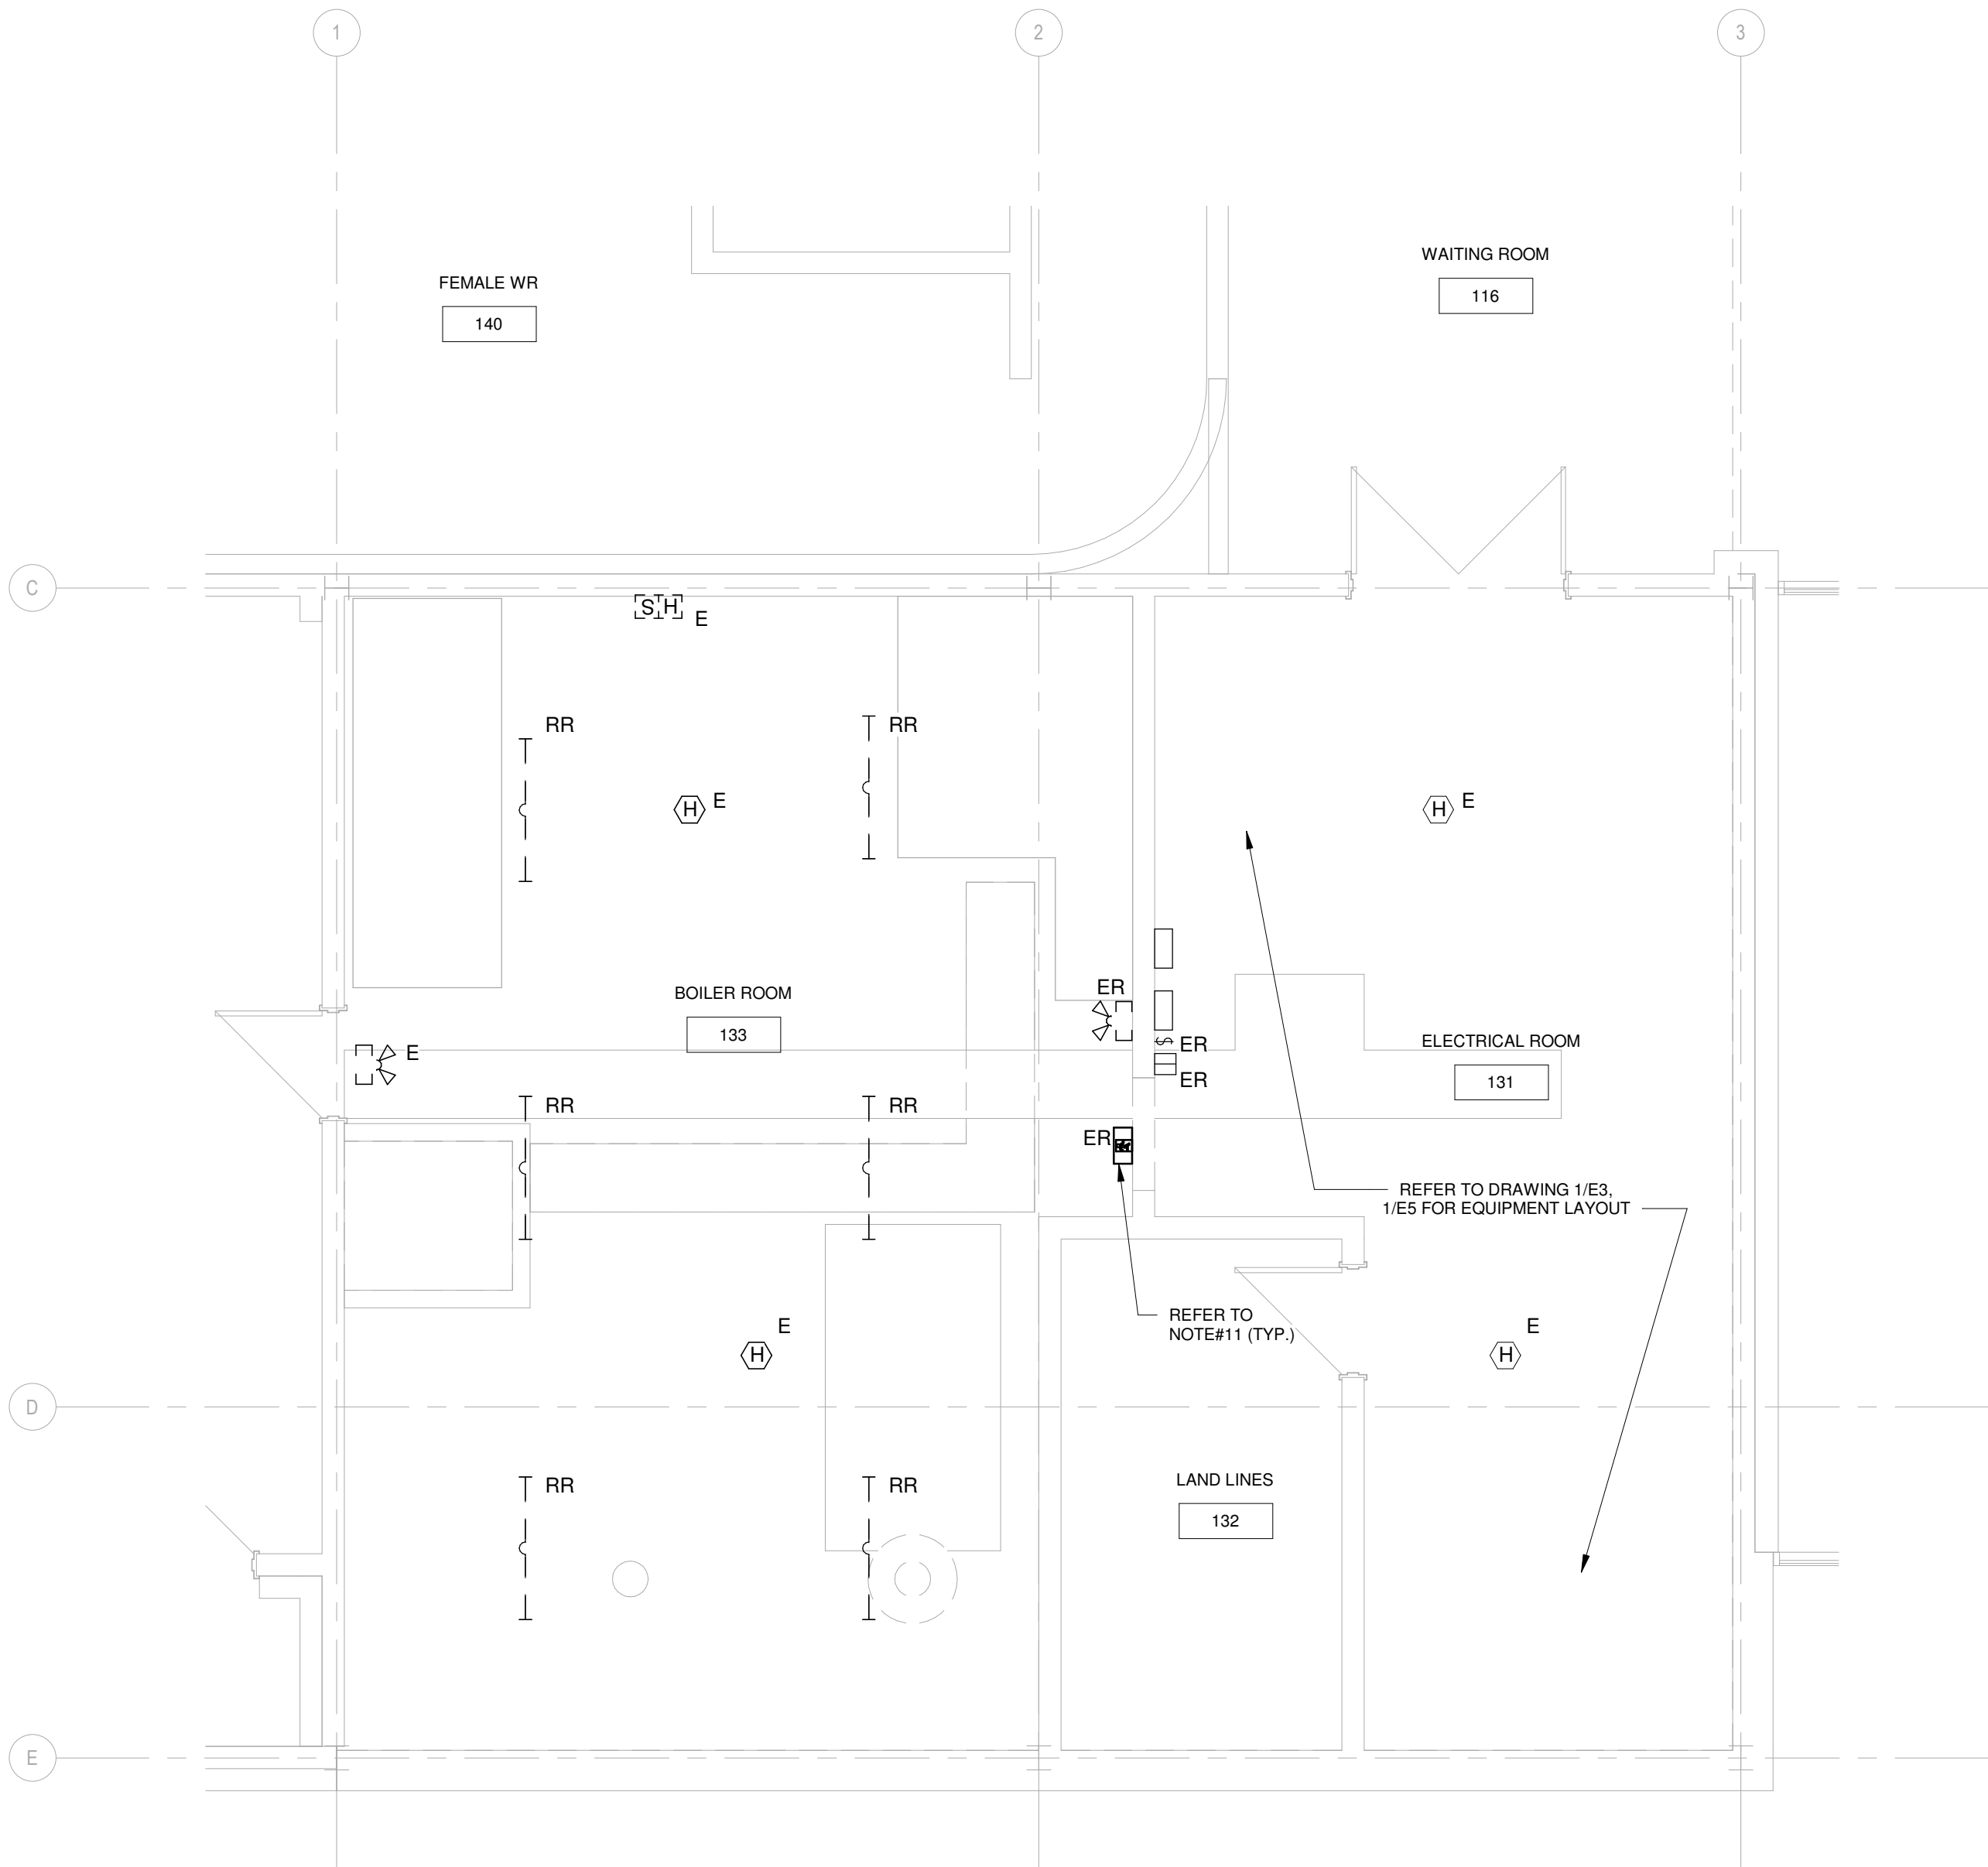 1
2
3
WAITING ROOM
116
FEMALE WR
140
C
S H
E
RR
RR
H
E
H
E
ER
BOILER ROOM
133
E
$
ER
ELECTRICAL ROOM
131
ER
RR
RR
ER
REFER TO DRAWING 1/E3,
1/E5 FOR EQUIPMENT LAYOUT
REFER TO
NOTE#11 (TYP.)
E
H
E
H
D
RR
RR
LAND LINES
132
E